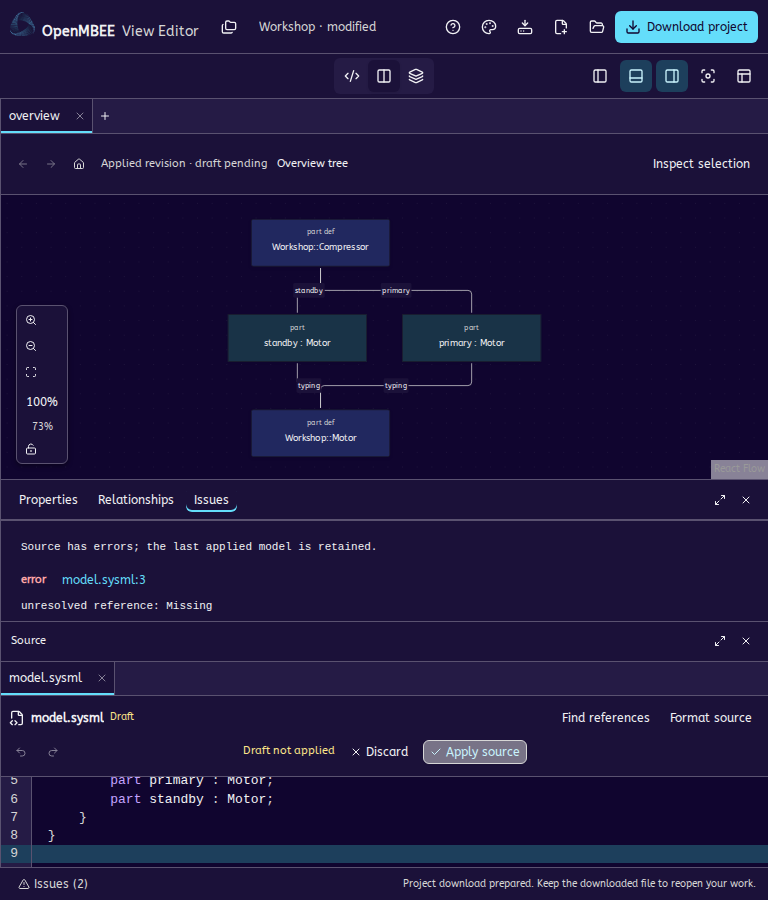 OpenMBEE View Editor Workshop · modified Download project
overview
Applied revision · draft pending Overview tree Inspect selection
part def
Workshop::Compressor
standby primary
part part
standby : Motor primary : Motor
typing typing
part def
Workshop::Motor
100%
73%
React Flow
Properties Relationships Issues
Source has errors; the last applied model is retained.
error model.sysml:3
unresolved reference: Missing
Source
model.sysml
model.sysml Draft Find references Format source
Draft not applied Discard Apply source
5 part primary : Motor;
6 part standby : Motor;
7 }
8 }
9
Issues (2) Project download prepared. Keep the downloaded file to reopen your work.